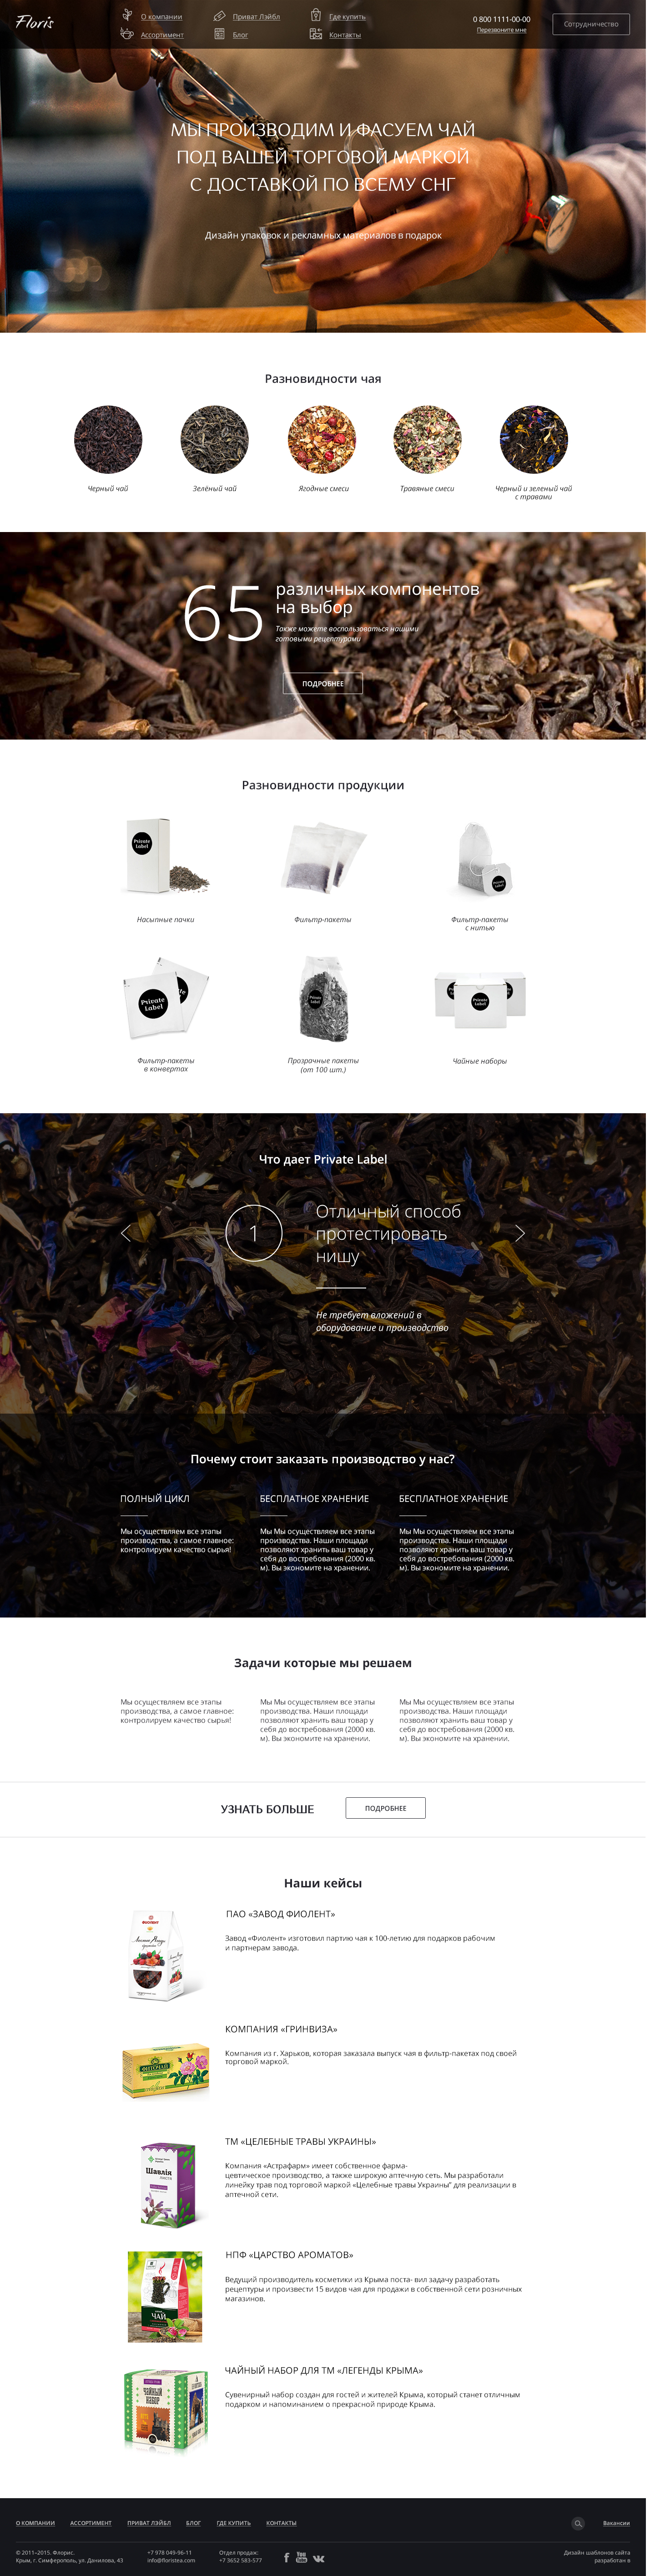 Floris
О компании
Приват Лэйбл
Где купить
Ассортимент
Блог
Контакты
0 800 1111-00-00
Перезвоните мне
Сотрудничество
МЫ ПРОИЗВОДИМ И ФАСУЕМ ЧАЙ
ПОД ВАШЕЙ ТОРГОВОЙ МАРКОЙ
С ДОСТАВКОЙ ПО ВСЕМУ СНГ
Дизайн упаковок и рекламных материалов в подарок
Разновидности чая
Черный чай
Зелёный чай
Ягодные смеси
Травяные смеси
Черный и зеленый чай
с травами
65
различных компонентов
на выбор
Также можете воспользоваться нашими
готовыми рецептурами
ПОДРОБНЕЕ
Разновидности продукции
Private
Label
Private
Label
Насыпные пачки
Фильтр-пакеты
Фильтр-пакеты
с нитью
Private
Label
Private
Label
Private
Label
Фильтр-пакеты
в конвертах
Прозрачные пакеты
(от 100 шт.)
Чайные наборы
Что дает Private Label
1
Отличный способ
протестировать
нишу
Не требует вложений в
оборудование и производство
Почему стоит заказать производство у нас?
ПОЛНЫЙ ЦИКЛ
Мы осуществляем все этапы
производства, а самое главное:
контролируем качество сырья!
БЕСПЛАТНОЕ ХРАНЕНИЕ
Мы Мы осуществляем все этапы
производства. Наши площади
позволяют хранить ваш товар у
себя до востребования (2000 кв.
м). Вы экономите на хранении.
БЕСПЛАТНОЕ ХРАНЕНИЕ
Мы Мы осуществляем все этапы
производства. Наши площади
позволяют хранить ваш товар у
себя до востребования (2000 кв.
м). Вы экономите на хранении.
Задачи которые мы решаем
Мы осуществляем все этапы
производства, а самое главное:
контролируем качество сырья!
Мы Мы осуществляем все этапы
производства. Наши площади
позволяют хранить ваш товар у
себя до востребования (2000 кв.
м). Вы экономите на хранении.
Мы Мы осуществляем все этапы
производства. Наши площади
позволяют хранить ваш товар у
себя до востребования (2000 кв.
м). Вы экономите на хранении.
УЗНАТЬ БОЛЬШЕ
ПОДРОБНЕЕ
Наши кейсы
ПАО «ЗАВОД ФИОЛЕНТ»
Завод «Фиолент» изготовил партию чая к 100-летию для подарков рабочим
и партнерам завода.
КОМПАНИЯ «ГРИНВИЗА»
Компания из г. Харьков, которая заказала выпуск чая в фильтр-пакетах под своей
торговой маркой.
ФИТОЧАЙ
ТМ «ЦЕЛЕБНЫЕ ТРАВЫ УКРАИНЫ»
Компания «Астрафарм» имеет собственное фарма-
цевтическое производство, а также широкую аптечную сеть. Мы разработали
линейку трав под торговой маркой «Целебные травы Украины" для реализации в
аптечной сети.
Шавлія
НПФ «ЦАРСТВО АРОМАТОВ»
Ведущий производитель косметики из Крыма поста- вил задачу разработать
рецептуры и произвести 15 видов чая для продажи в собственной сети розничных
магазинов.
ЧАЙ
ЧАЙНЫЙ НАБОР ДЛЯ ТМ «ЛЕГЕНДЫ КРЫМА»
Сувенирный набор создан для гостей и жителей Крыма, который станет отличным
подарком и напоминанием о прекрасной природе Крыма.
ЧАЙНЫЙ
О КОМПАНИИ
АССОРТИМЕНТ
ПРИВАТ ЛЭЙБЛ
БЛОГ
ГДЕ КУПИТЬ
КОНТАКТЫ
Вакансии
© 2011–2015. Флорис.
Крым, г. Симферополь, ул. Данилова, 43
+7 978 049-96-11
info@floristea.com
Отдел продаж:
+7 3652 583-577
Дизайн шаблонов сайта
разработан в